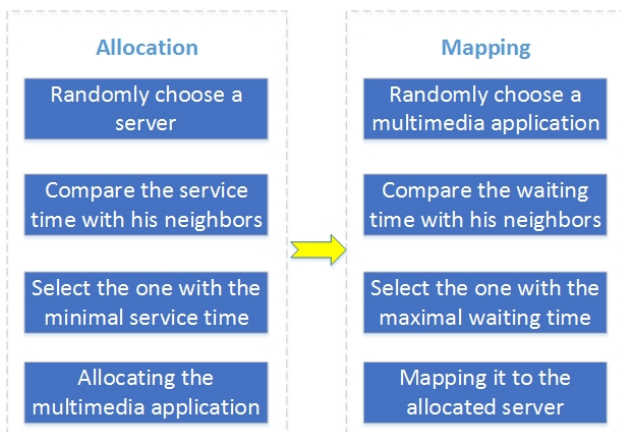 Allocation
Randomly choose a
server
Compare the service
time with his neighbors
Select the one with the
minimal service time
Allocating the
multimedia application
Mapping
Randomly choose a
multimedia application
Compare the waiting
time with his neighbors
Select the one with the
maximal waiting time
Mapping it to the
allocated server